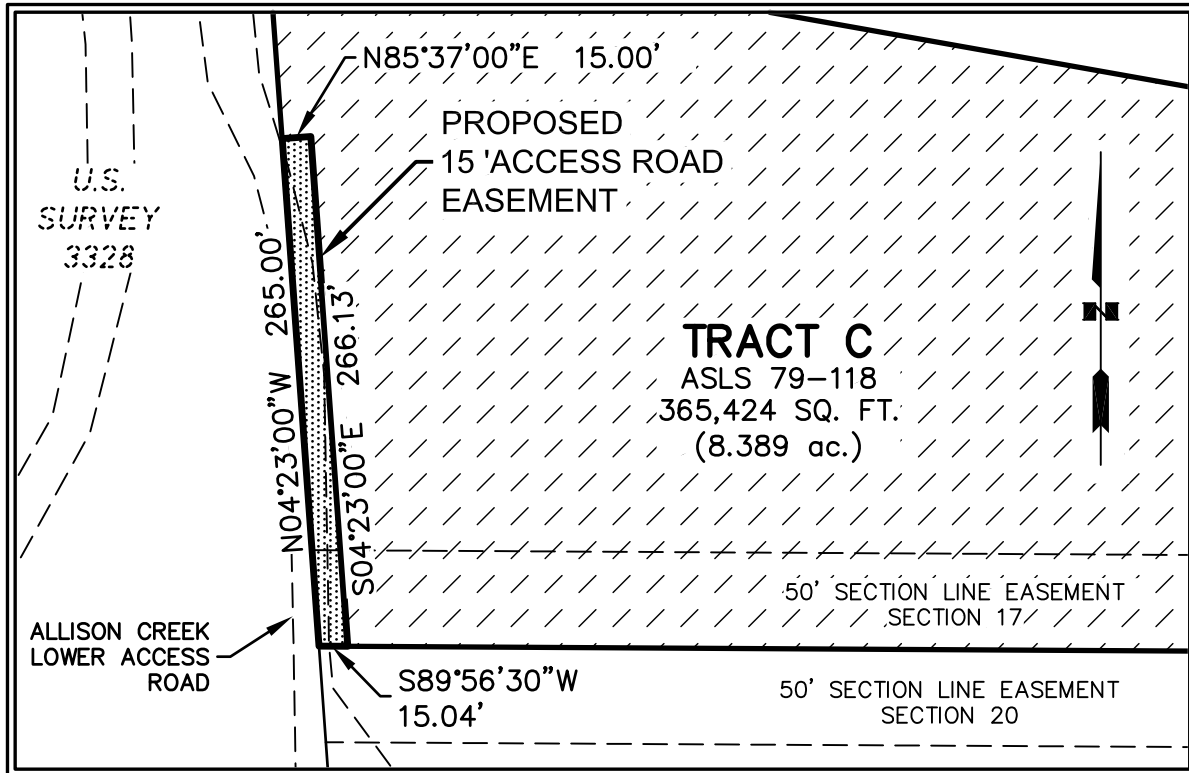 N85°37'00"E 15.00'
PROPOSED
15 'ACCESS ROAD
EASEMENT
U.S.
SURVEY
3328
N04°23'00"W 265.00'
S04°23'00"E 266.13'
TRACT C
ASLS 79-118
365,424 SQ. FT.
(8.389 ac.)
N
50' SECTION LINE EASEMENT
SECTION 17
ALLISON CREEK
LOWER ACCESS
ROAD
S89°56'30"W
15.04'
50' SECTION LINE EASEMENT
SECTION 20